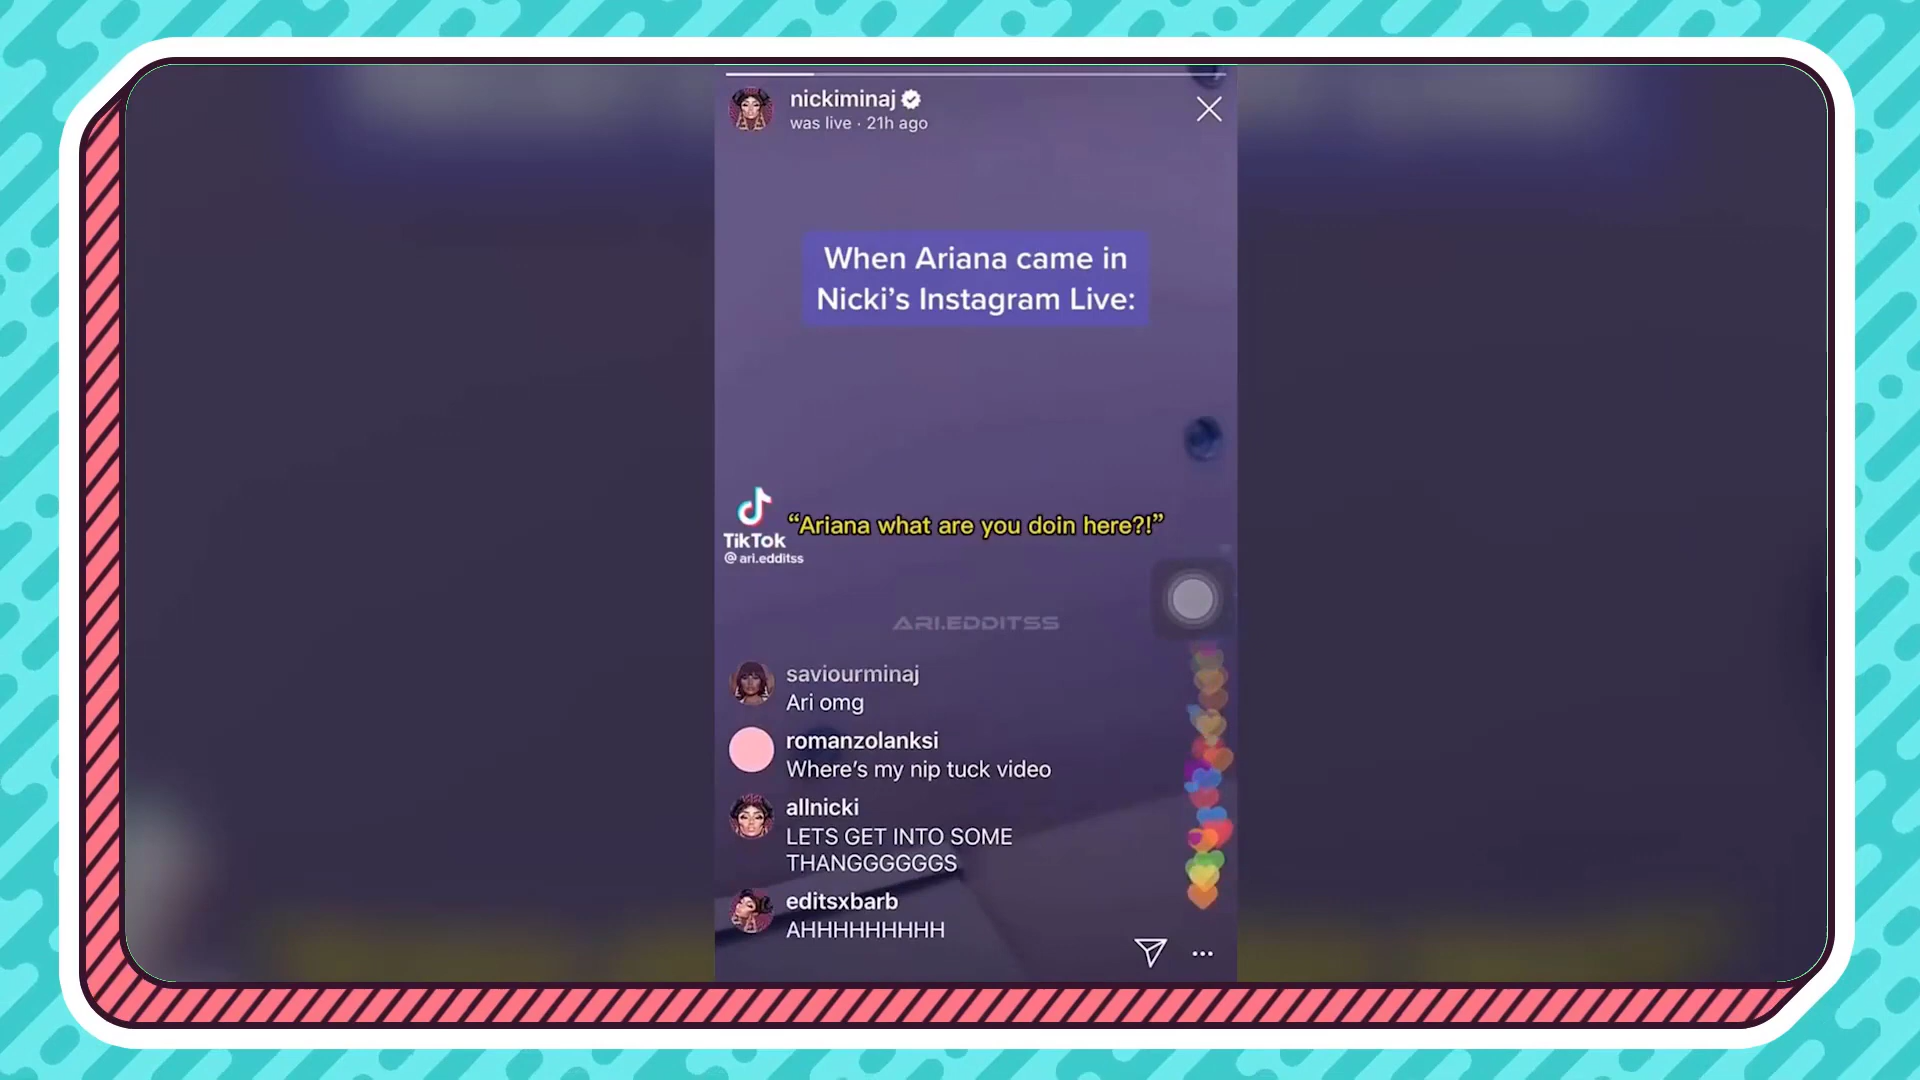 nickiminaj
was live · 21h ago
When Ariana came in
Nicki's Instagram Live:
“Ariana what are you doin here?!”
TikTok
@ ari.edditss
ARI.EDDITSS
saviourminaj
Ari omg
romanzolanksi
Where's my nip tuck video
allnicki
LETS GET INTO SOME
THANGGGGGGS
editsxbarb
AHHHHHHHHH